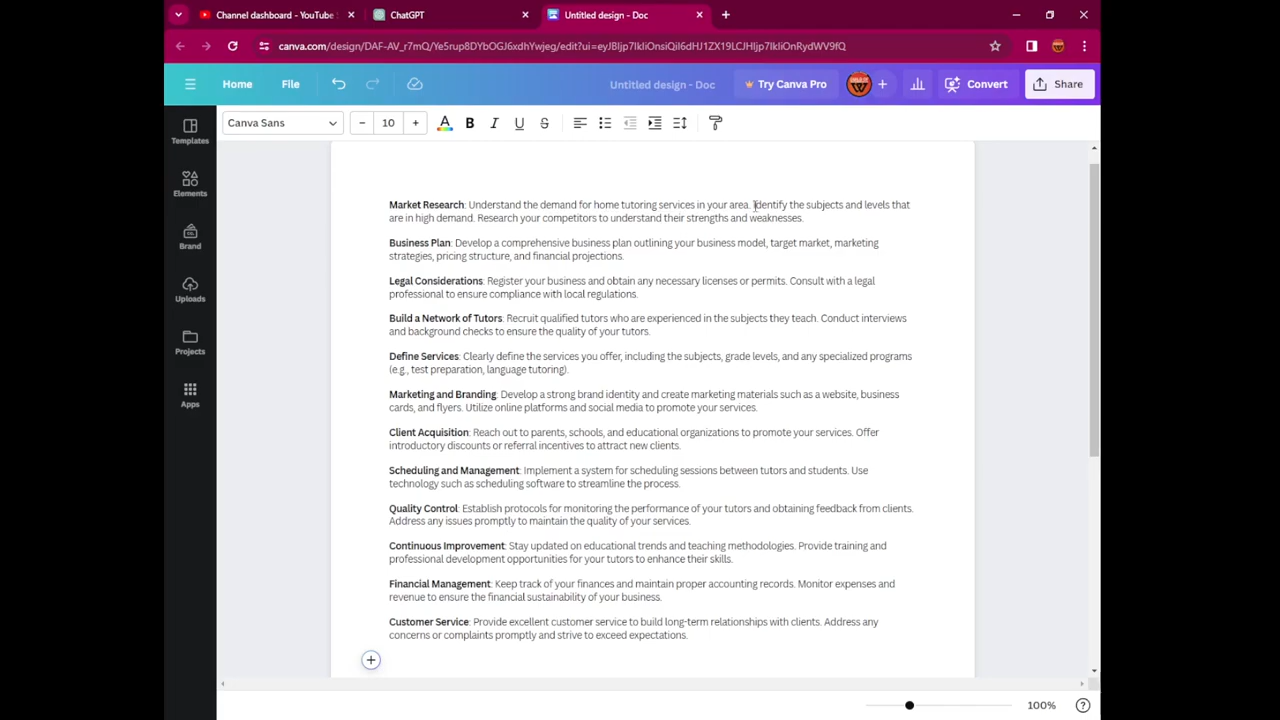 Channel dashboard - YouTube
ChatGPT
Untitled design - Doc
canva.com/design/DAF-AV_r7mQ/Ye5rup8DYbOGJ6xdhYwjeg/edit?ui=eyJBIjp7IkIiOnsiQiI6dHJ1ZX19LCJHIjp7IkIiOnRydWV9fQ
Home
File
Untitled design - Doc
Try Canva Pro
Convert
Share
Canva Sans
10
A B I U S
Templates
Elements
Brand
Uploads
Projects
Apps
Market Research: Understand the demand for home tutoring services in your area. Identify the subjects and levels that
are in high demand. Research your competitors to understand their strengths and weaknesses.
Business Plan: Develop a comprehensive business plan outlining your business model, target market, marketing
strategies, pricing structure, and financial projections.
Legal Considerations: Register your business and obtain any necessary licenses or permits. Consult with a legal
professional to ensure compliance with local regulations.
Build a Network of Tutors: Recruit qualified tutors who are experienced in the subjects they teach. Conduct interviews
and background checks to ensure the quality of your tutors.
Define Services: Clearly define the services you offer, including the subjects, grade levels, and any specialized programs
(e.g., test preparation, language tutoring).
Marketing and Branding: Develop a strong brand identity and create marketing materials such as a website, business
cards, and flyers. Utilize online platforms and social media to promote your services.
Client Acquisition: Reach out to parents, schools, and educational organizations to promote your services. Offer
introductory discounts or referral incentives to attract new clients.
Scheduling and Management: Implement a system for scheduling sessions between tutors and students. Use
technology such as scheduling software to streamline the process.
Quality Control: Establish protocols for monitoring the performance of your tutors and obtaining feedback from clients.
Address any issues promptly to maintain the quality of your services.
Continuous Improvement: Stay updated on educational trends and teaching methodologies. Provide training and
professional development opportunities for your tutors to enhance their skills.
Financial Management: Keep track of your finances and maintain proper accounting records. Monitor expenses and
revenue to ensure the financial sustainability of your business.
Customer Service: Provide excellent customer service to build long-term relationships with clients. Address any
concerns or complaints promptly and strive to exceed expectations.
100%